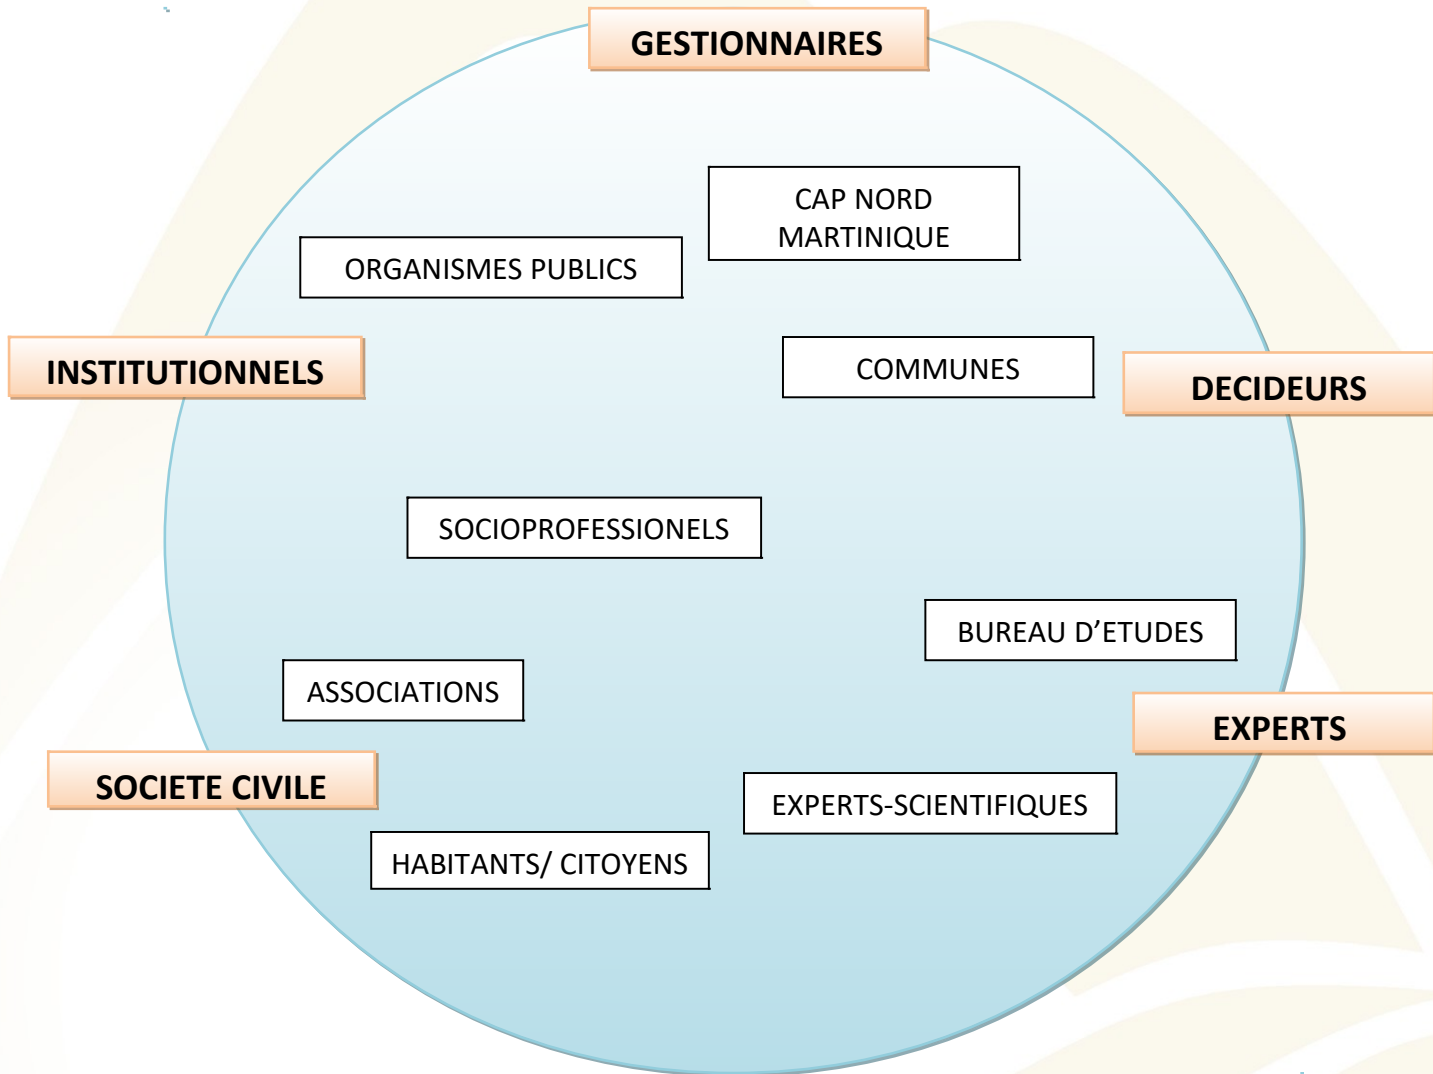 GESTIONNAIRES
CAP NORD
MARTINIQUE
ORGANISMES PUBLICS
INSTITUTIONNELS
COMMUNES
DECIDEURS
SOCIOPROFESSIONELS
BUREAU D’ETUDES
ASSOCIATIONS
EXPERTS
SOCIETE CIVILE
EXPERTS-SCIENTIFIQUES
HABITANTS/ CITOYENS